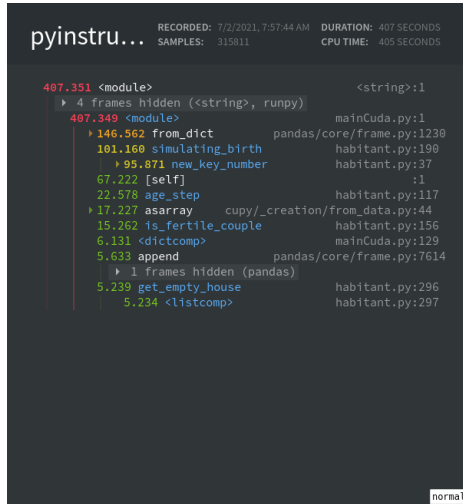 pyinstru...
RECORDED: 7/2/2021, 7:57:44 AM DURATION: 407 SECONDS
SAMPLES: 315811 CPU TIME: 405 SECONDS
407.351 <module> <string>:1
4 frames hidden (<string>, runpy)
407.349 <module> mainCuda.py:1
146.562 from_dict pandas/core/frame.py:1230
101.160 simulating_birth habitant.py:190
95.871 new_key_number habitant.py:37
67.222 [self] :1
22.578 age_step habitant.py:117
17.227 asarray cupy/_creation/from_data.py:44
15.262 is_fertile_couple habitant.py:156
6.131 <dictcomp> mainCuda.py:129
5.633 append pandas/core/frame.py:7614
1 frames hidden (pandas)
5.239 get_empty_house habitant.py:296
5.234 <listcomp> habitant.py:297
normal